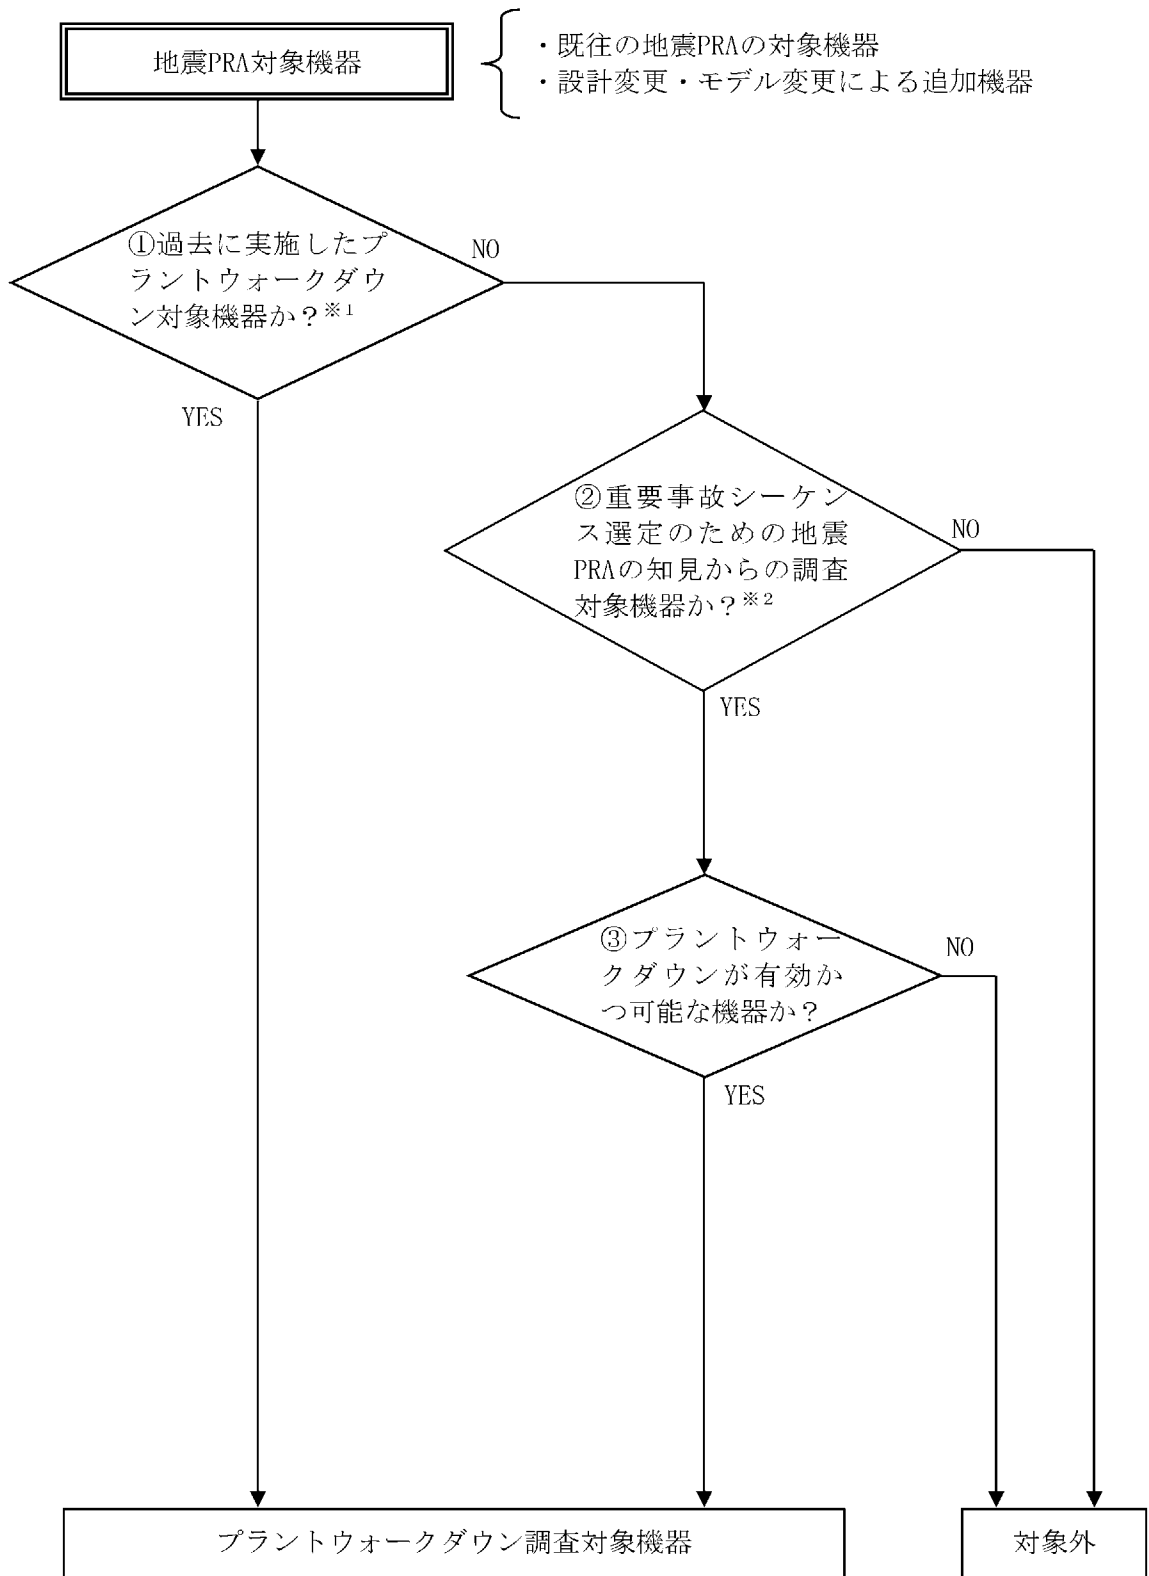 地震PRA対象機器
・既往の地震PRAの対象機器
・設計変更・モデル変更による追加機器
①過去に実施したプ
ラントウォークダウ
ン対象機器か？※1
NO
YES
②重要事故シーケン
ス選定のための地震
PRAの知見からの調査
対象機器か？※2
NO
YES
③プラントウォー
クダウンが有効か
つ可能な機器か？
NO
YES
プラントウォークダウン調査対象機器
対象外